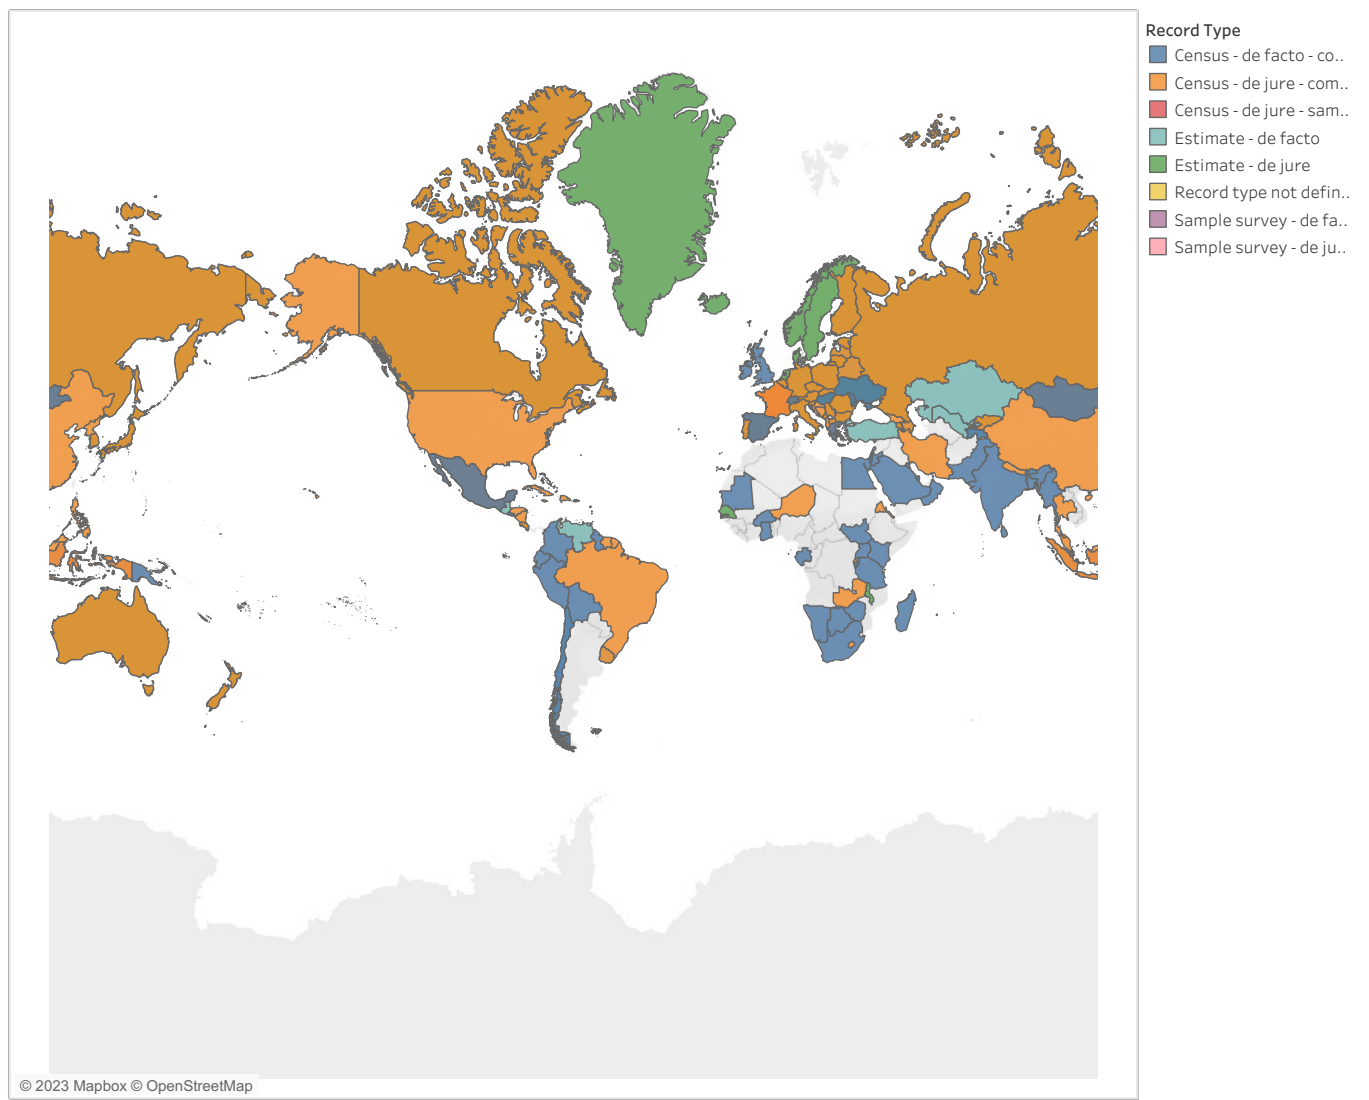 Record Type
Census - de facto - co..
Census - de jure - com..
Census - de jure - sam..
Estimate - de facto
Estimate - de jure
Record type not defin..
Sample survey - de fa..
Sample survey - de ju..
© 2023 Mapbox © OpenStreetMap